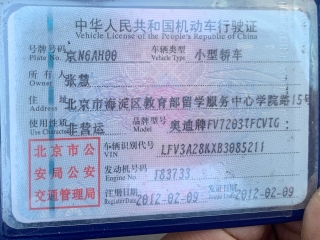 中华人民共和国机动车行驶证
Vehicle License of the People's Republic of China
号牌号码 京N6AH00 车辆类型 小型轿车
Plate No. Vehicle Type
所有人 张慧
Owner
住址 北京市海淀区教育部留学服务中心学院路15号
Address
使用性质 非营运 品牌型号 奥迪牌FV7203TFCVTG
Use Character Model
北京市公 车辆识别代号 LFV3A28KXB3085211
VIN
安局公安 发动机号码 183733
Engine No.
交通管理局 注册日期 2012-02-09 发证日期 2012-02-09
Register Date Issue Date